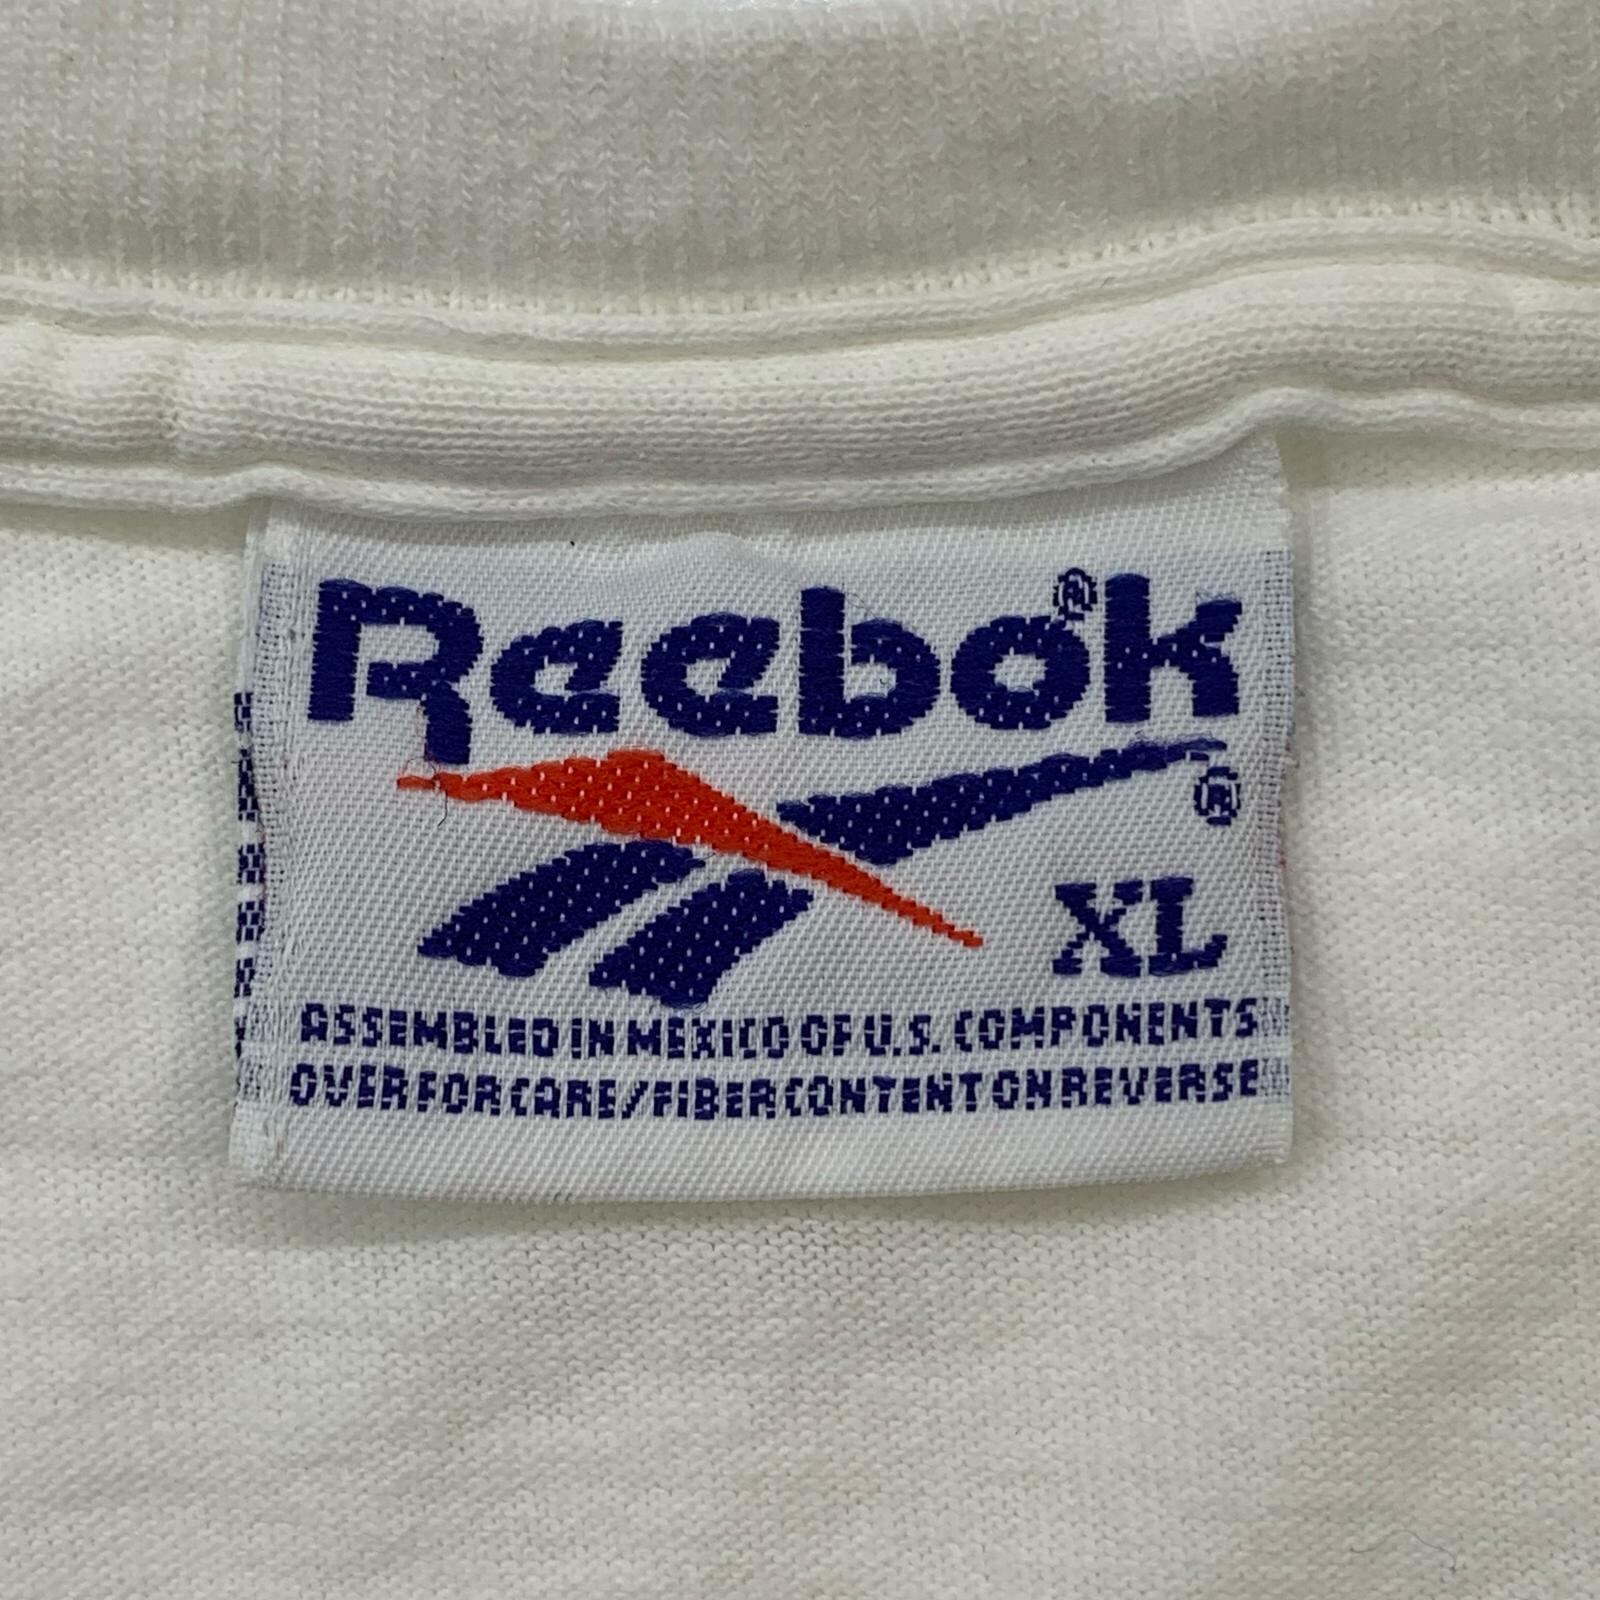 Reebok®
®
XL
ASSEMBLED IN MEXICO OF U.S. COMPONENTS
OVER FOR CARE/FIBER CONTENT ON REVERSE